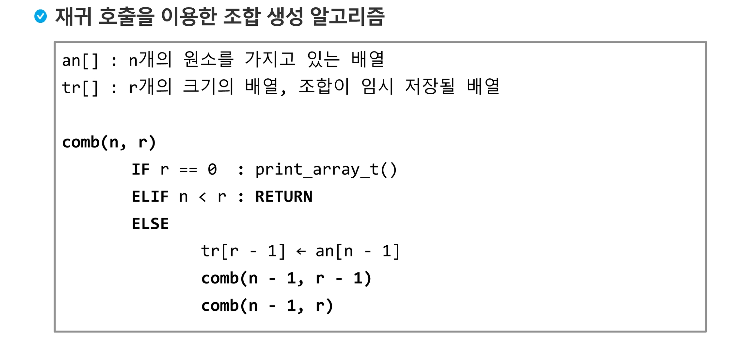 재귀 호출을 이용한 조합 생성 알고리즘
an[] : n개의 원소를 가지고 있는 배열
tr[] : r개의 크기의 배열, 조합이 임시 저장될 배열
comb(n, r)
IF r == 0 : print_array_t()
ELIF n < r : RETURN
ELSE
tr[r - 1] ← an[n - 1]
comb(n - 1, r - 1)
comb(n - 1, r)